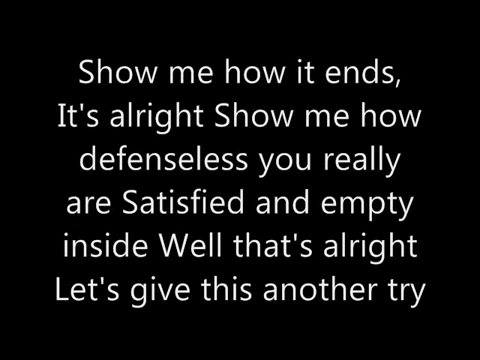 Show me how it ends,
It's alright Show me how
defenseless you really
are Satisfied and empty
inside Well that's alright
Let's give this another try